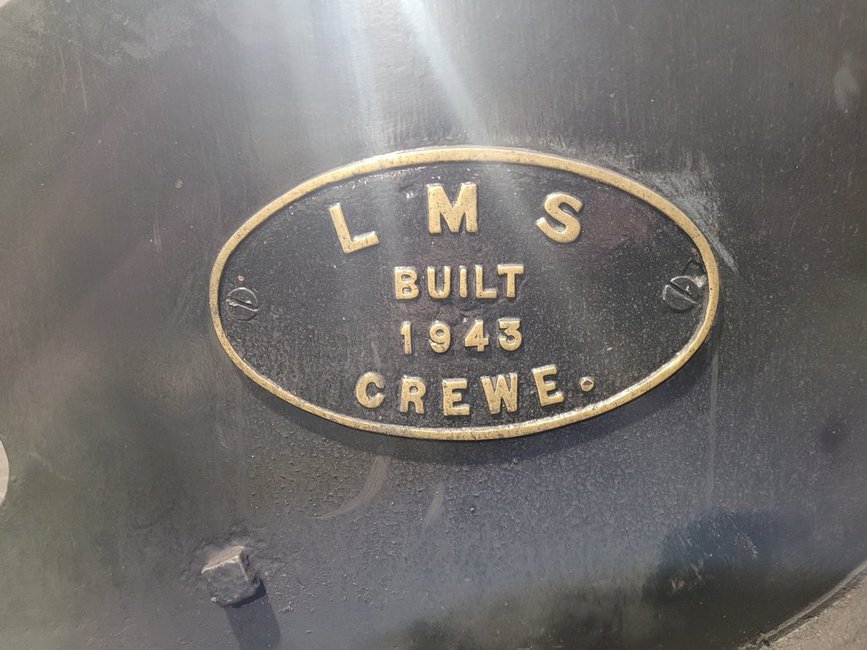 L M S
BUILT
1943
CREWE.